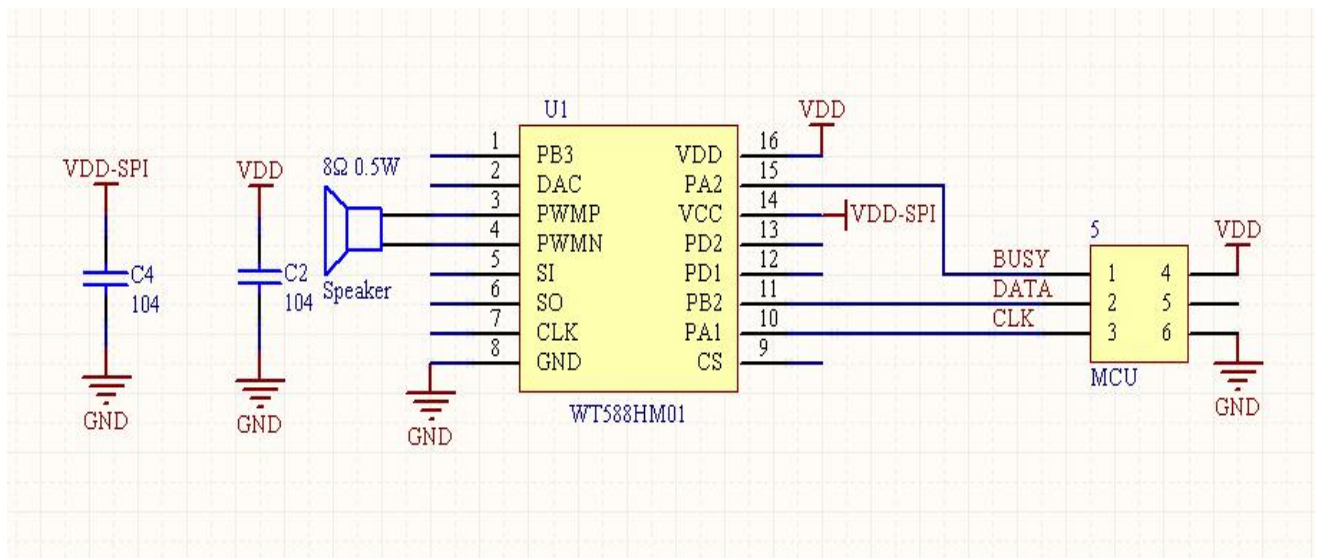 VDD-SPI
C4
104
GND
VDD
C2
104
GND
8Ω 0.5W
Speaker
U1
1 PB3 VDD 16
2 DAC PA2 15
3 PWMP VCC 14
4 PWMN PD2 13
5 SI PD1 12
6 SO PB2 11
7 CLK PA1 10
8 GND CS 9
WT588HM01
GND
VDD
VDD-SPI
BUSY
DATA
CLK
5
1 4
2 5
3 6
MCU
VDD
GND